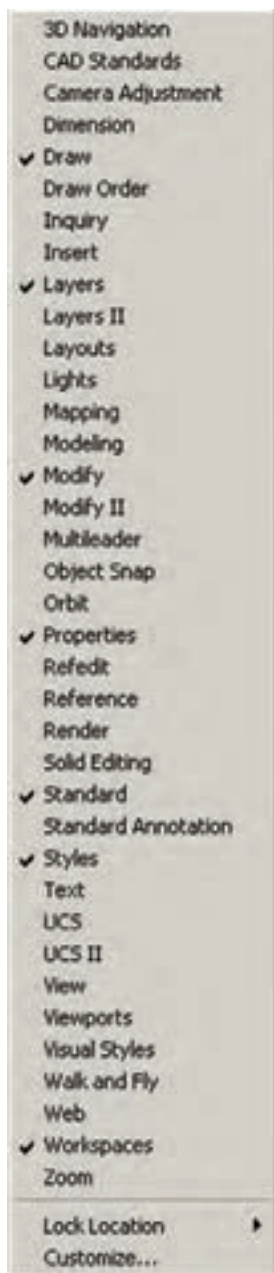 3D Navigation
CAD Standards
Camera Adjustment
Dimension
Draw
Draw Order
Inquiry
Insert
Layers
Layers II
Layouts
Lights
Mapping
Modeling
Modify
Modify II
Multileader
Object Snap
Orbit
Properties
Refedit
Reference
Render
Solid Editing
Standard
Standard Annotation
Styles
Text
UCS
UCS II
View
Viewports
Visual Styles
Walk and Fly
Web
Workspaces
Zoom
Lock Location
Customize...